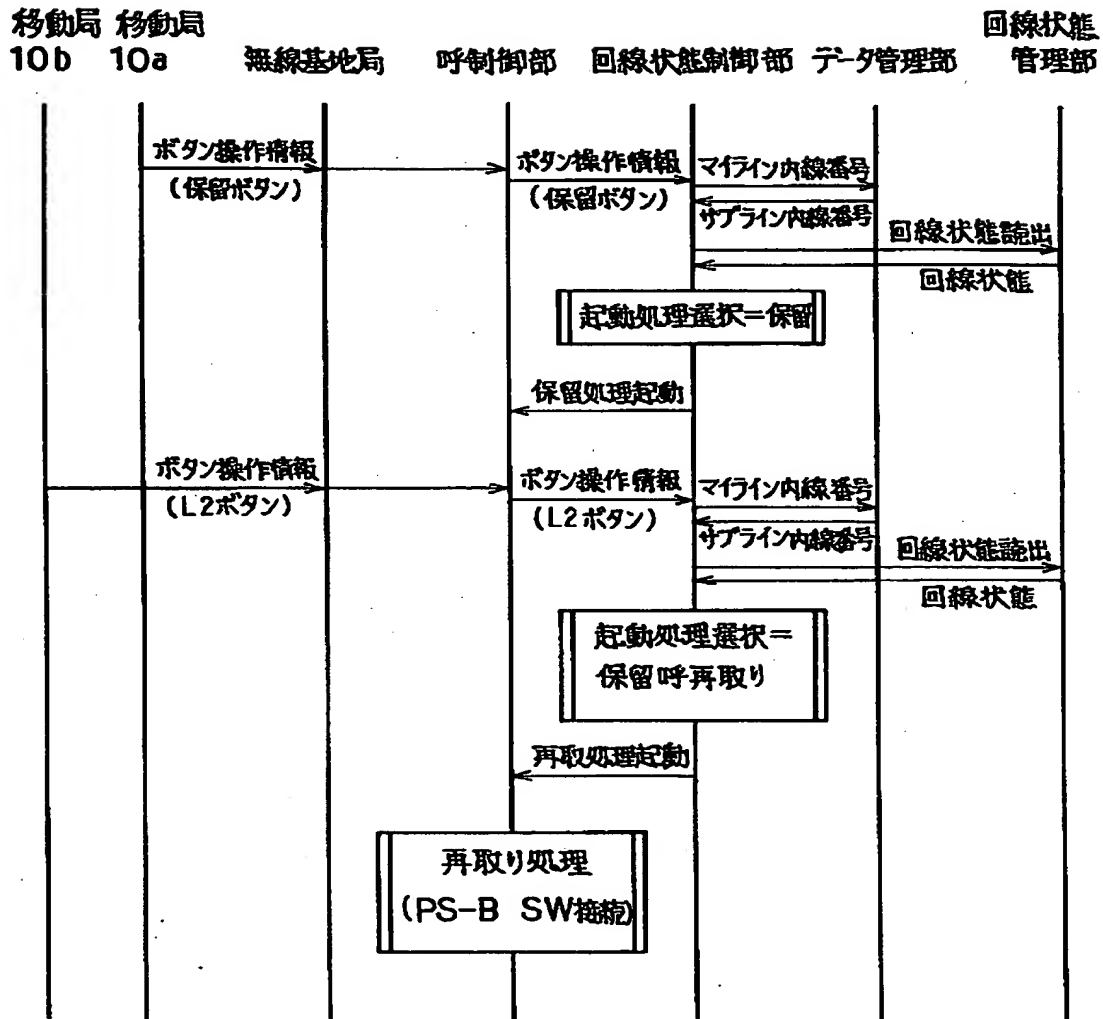 移動局 移動局 回線状態
10b 10a 無線基地局 呼制御部 回線状態制御部 データ管理部 管理部
ボタン操作情報
(保留ボタン)
ボタン操作情報
(保留ボタン)
マイライン内線番号
サブライン内線番号
回線状態読出
回線状態
起動処理選択=保留
保留処理起動
ボタン操作情報
(L2ボタン)
ボタン操作情報
(L2ボタン)
マイライン内線番号
サブライン内線番号
回線状態読出
回線状態
起動処理選択=
保留呼再取り
再取処理起動
再取り処理
(PS-B SW接続)